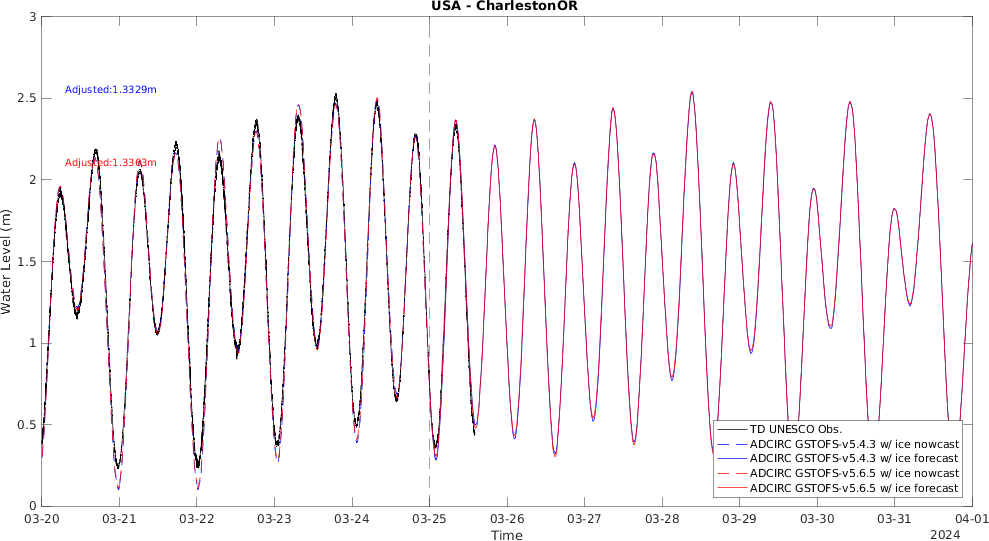 USA - CharlestonOR
3
2.5
2
1.5
1
0.5
0
Water Level (m)
Adjusted:1.3329m
Adjusted:1.3363m
TD UNESCO Obs.
ADCIRC GSTOFS-v5.4.3 w/ ice nowcast
ADCIRC GSTOFS-v5.4.3 w/ ice forecast
ADCIRC GSTOFS-v5.6.5 w/ ice nowcast
ADCIRC GSTOFS-v5.6.5 w/ ice forecast
03-20 03-21 03-22 03-23 03-24 03-25 03-26 03-27 03-28 03-29 03-30 03-31 04-01
Time
2024